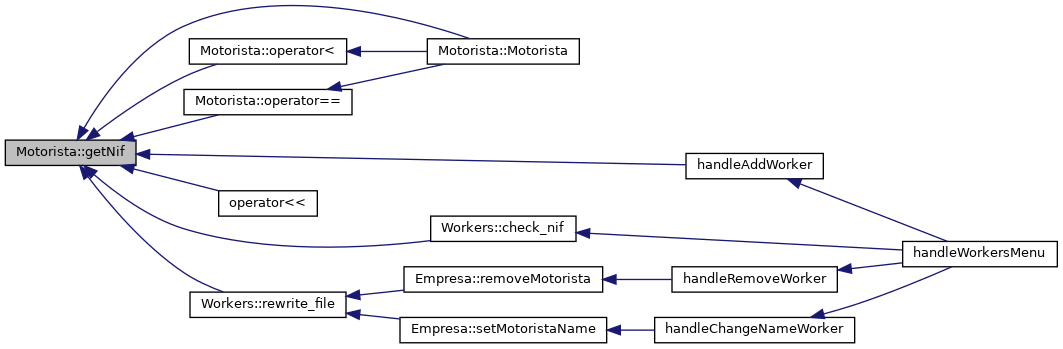 Motorista::getNif
Motorista::operator<
Motorista::Motorista
Motorista::operator==
handleAddWorker
operator<<
Workers::check_nif
handleWorkersMenu
Empresa::removeMotorista
handleRemoveWorker
Workers::rewrite_file
Empresa::setMotoristaName
handleChangeNameWorker